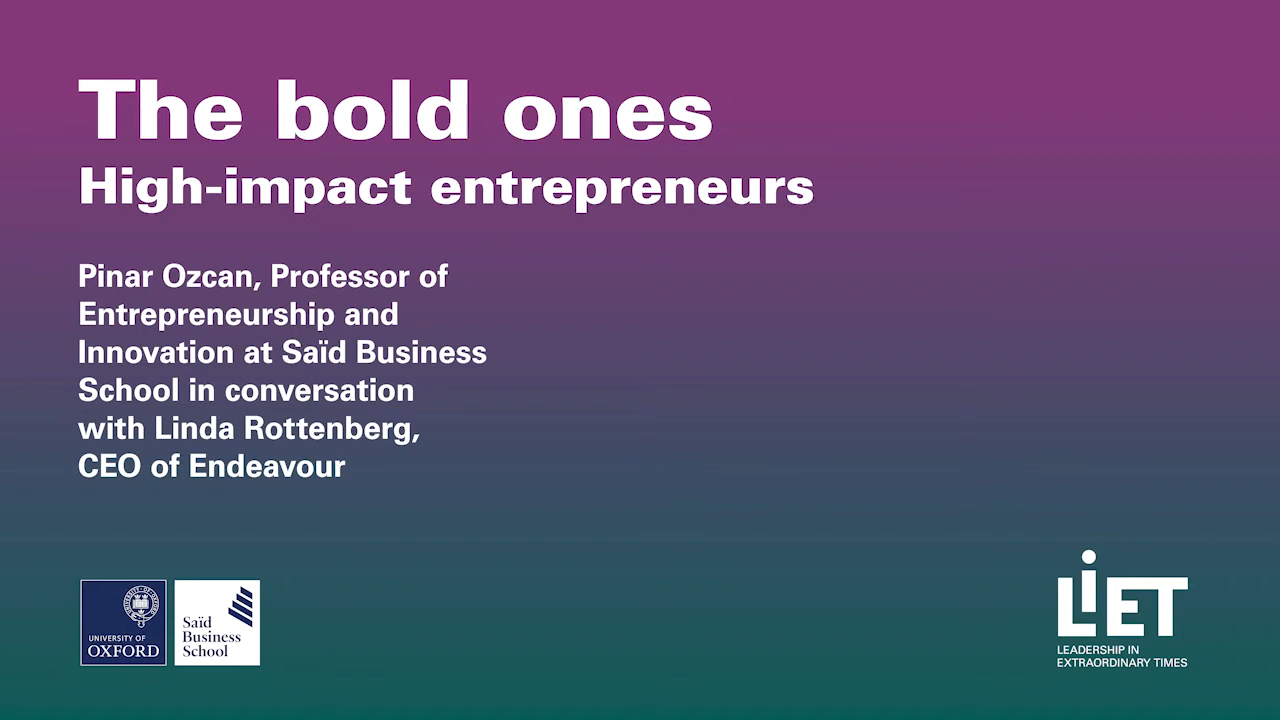 The bold ones
High-impact entrepreneurs
Pinar Ozcan, Professor of
Entrepreneurship and
Innovation at Saïd Business
School in conversation
with Linda Rottenberg,
CEO of Endeavour
UNIVERSITY OF
OXFORD
Saïd
Business
School
LiET
LEADERSHIP IN
EXTRAORDINARY TIMES